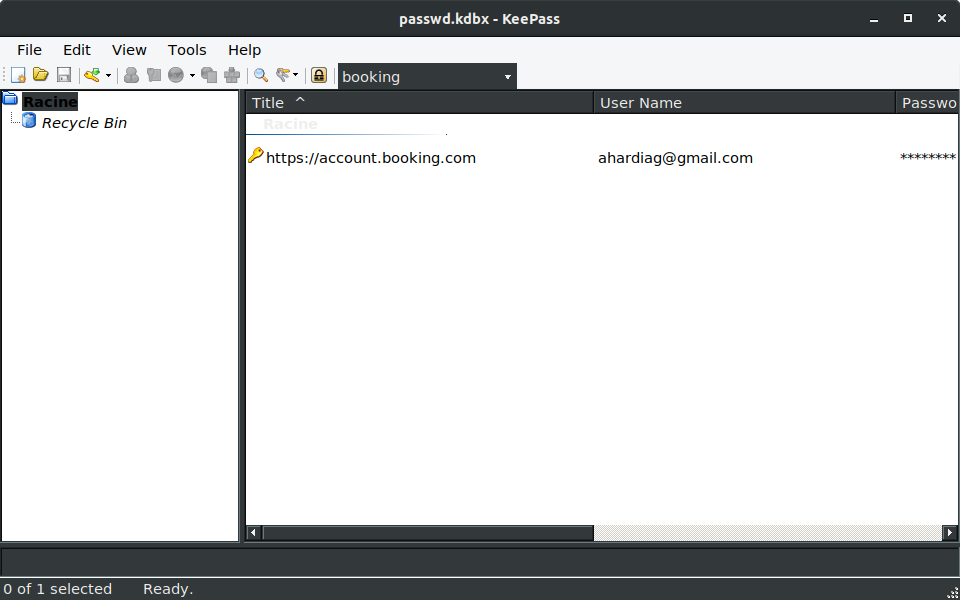 passwd.kdbx - KeePass
File Edit View Tools Help
booking
Racine
Recycle Bin
Title User Name Passwo
Racine
https://account.booking.com ahardiag@gmail.com ********
0 of 1 selected Ready.